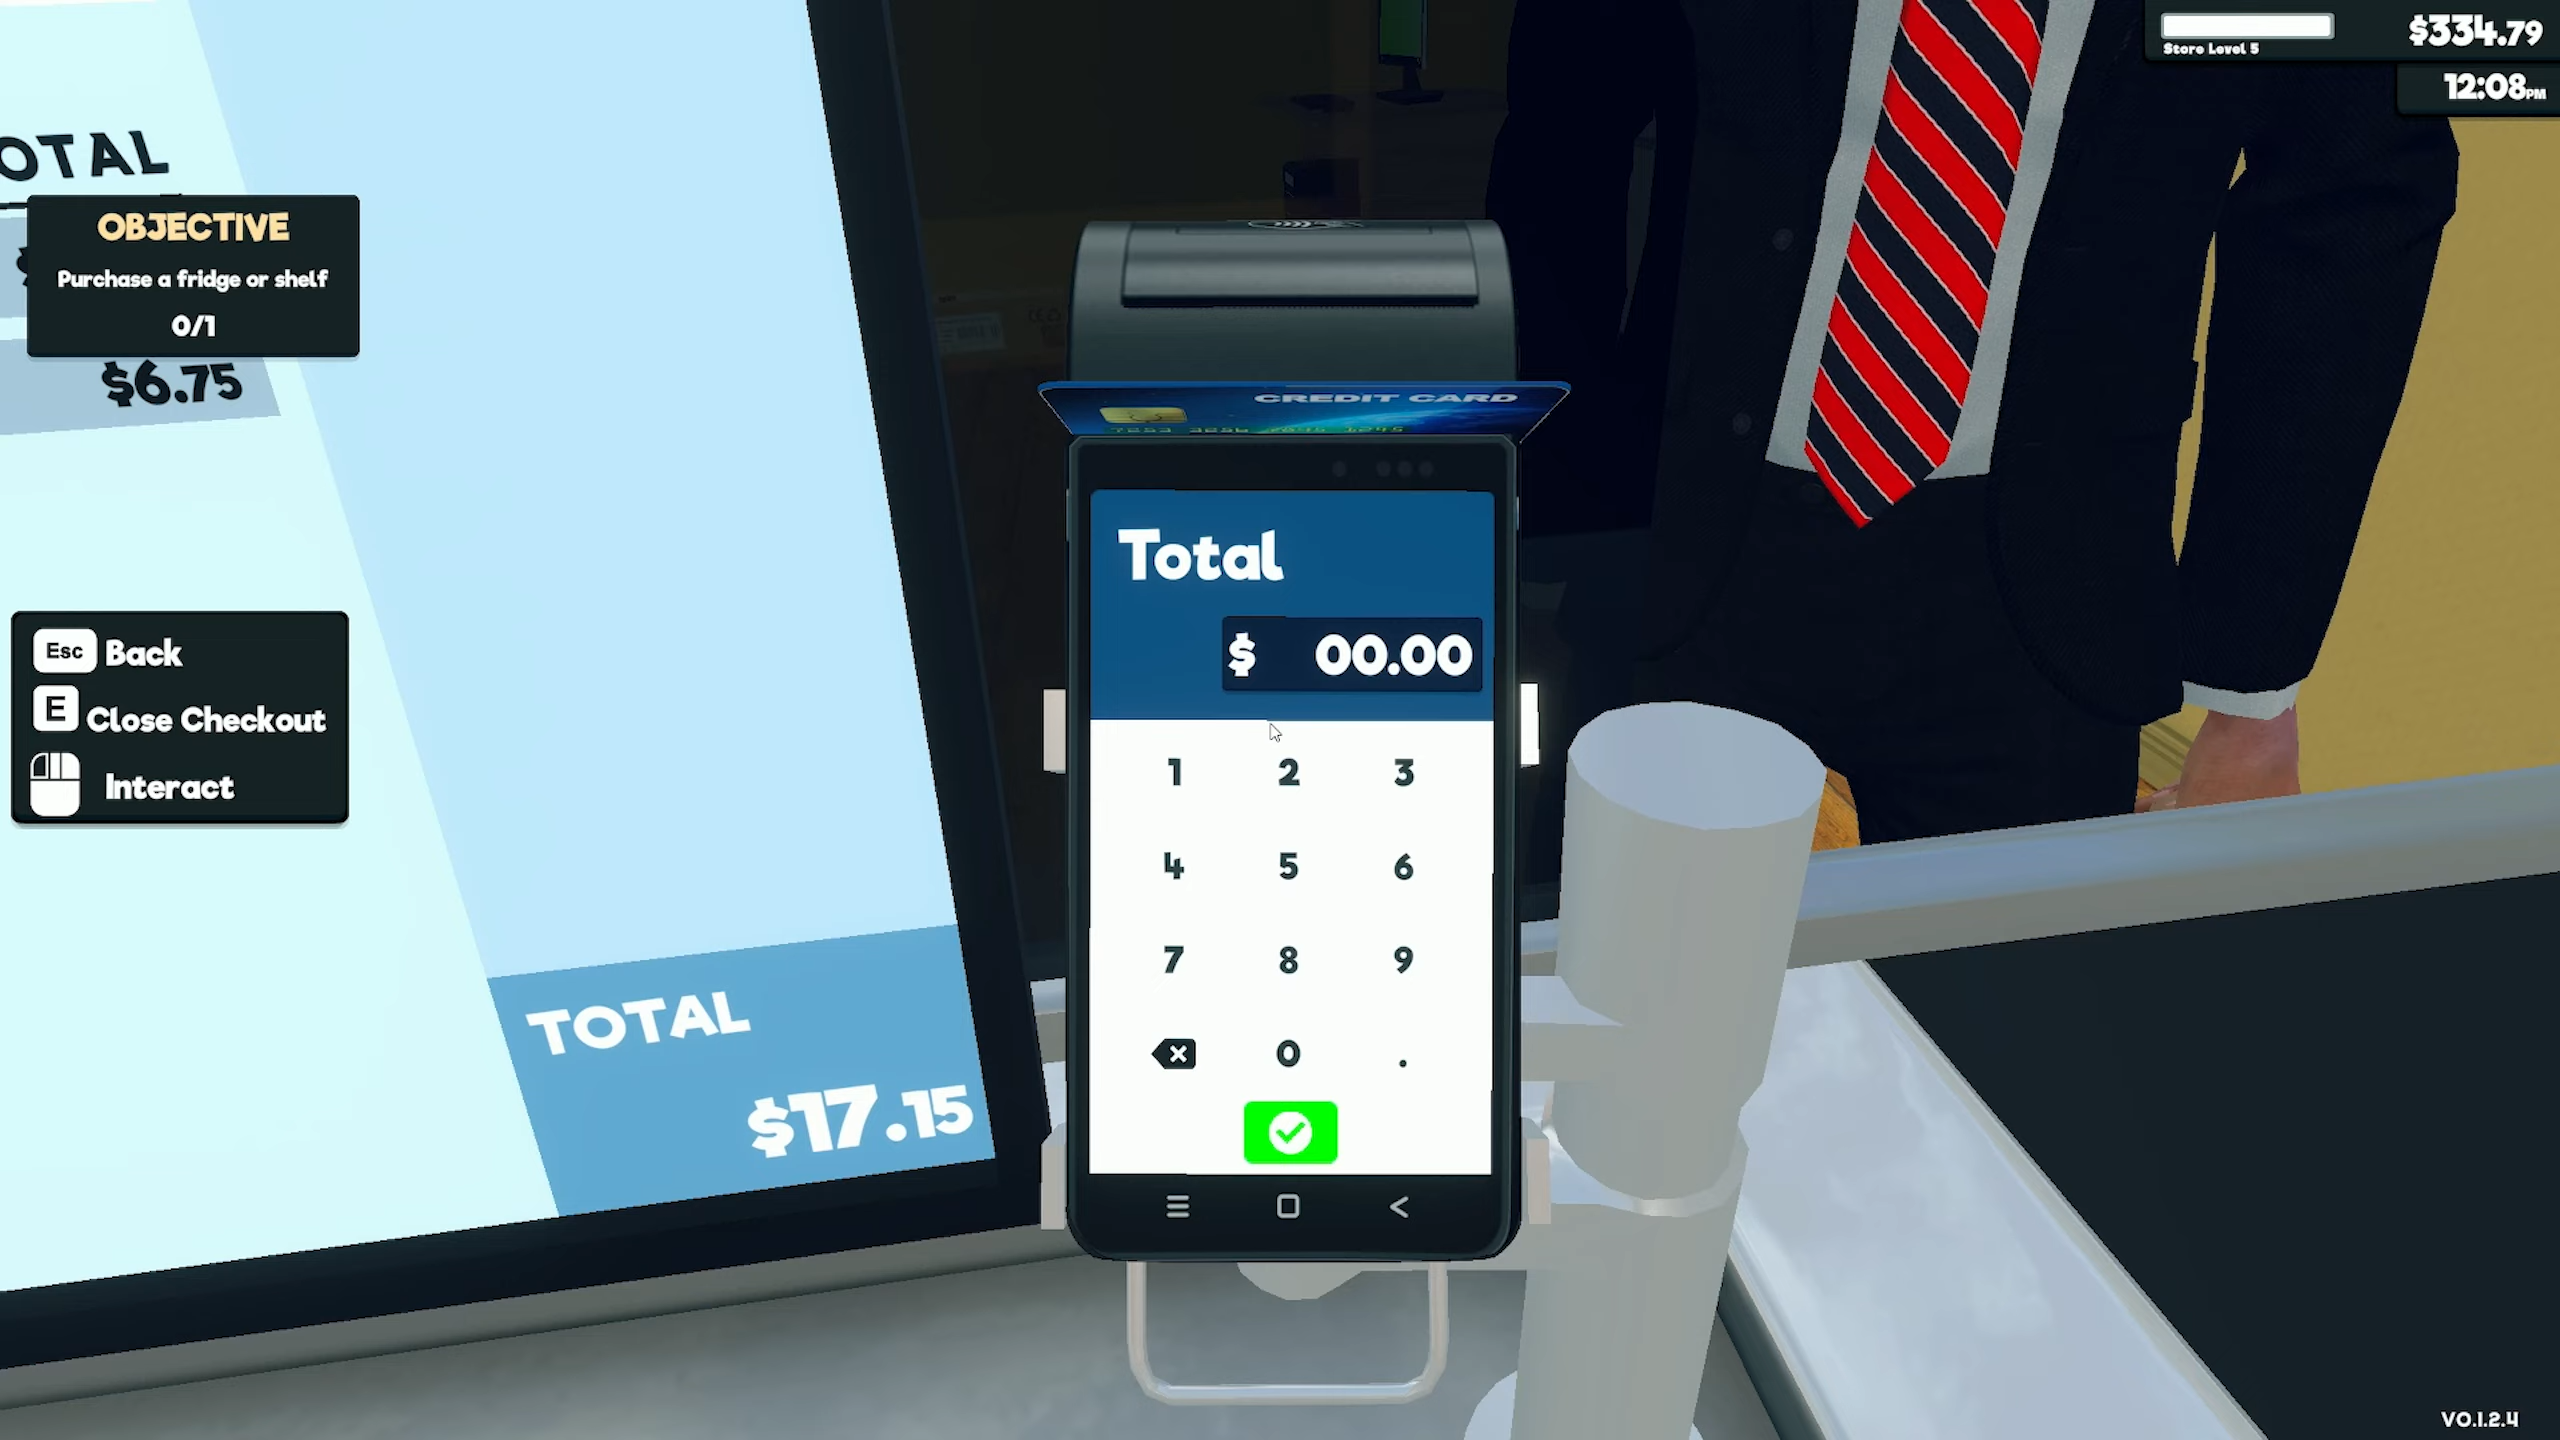 $334.79
Store Level 5
12:08PM
OTAL
OBJECTIVE
Purchase a fridge or shelf
0/1
$6.75
CREDIT CARD
Total
$ 00.00
Esc Back
E Close Checkout
Interact
1 2 3
4 5 6
7 8 9
0 .
TOTAL
$17.15
V0.1.2.4